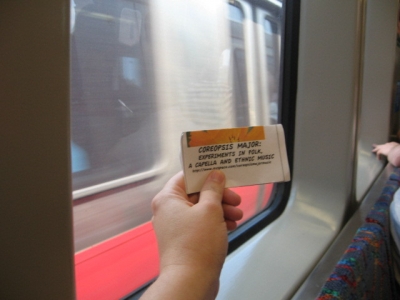 COREOPSIS MAJOR:
EXPERIMENTS IN FOLK,
A CAPELLA AND ETHNIC MUSIC